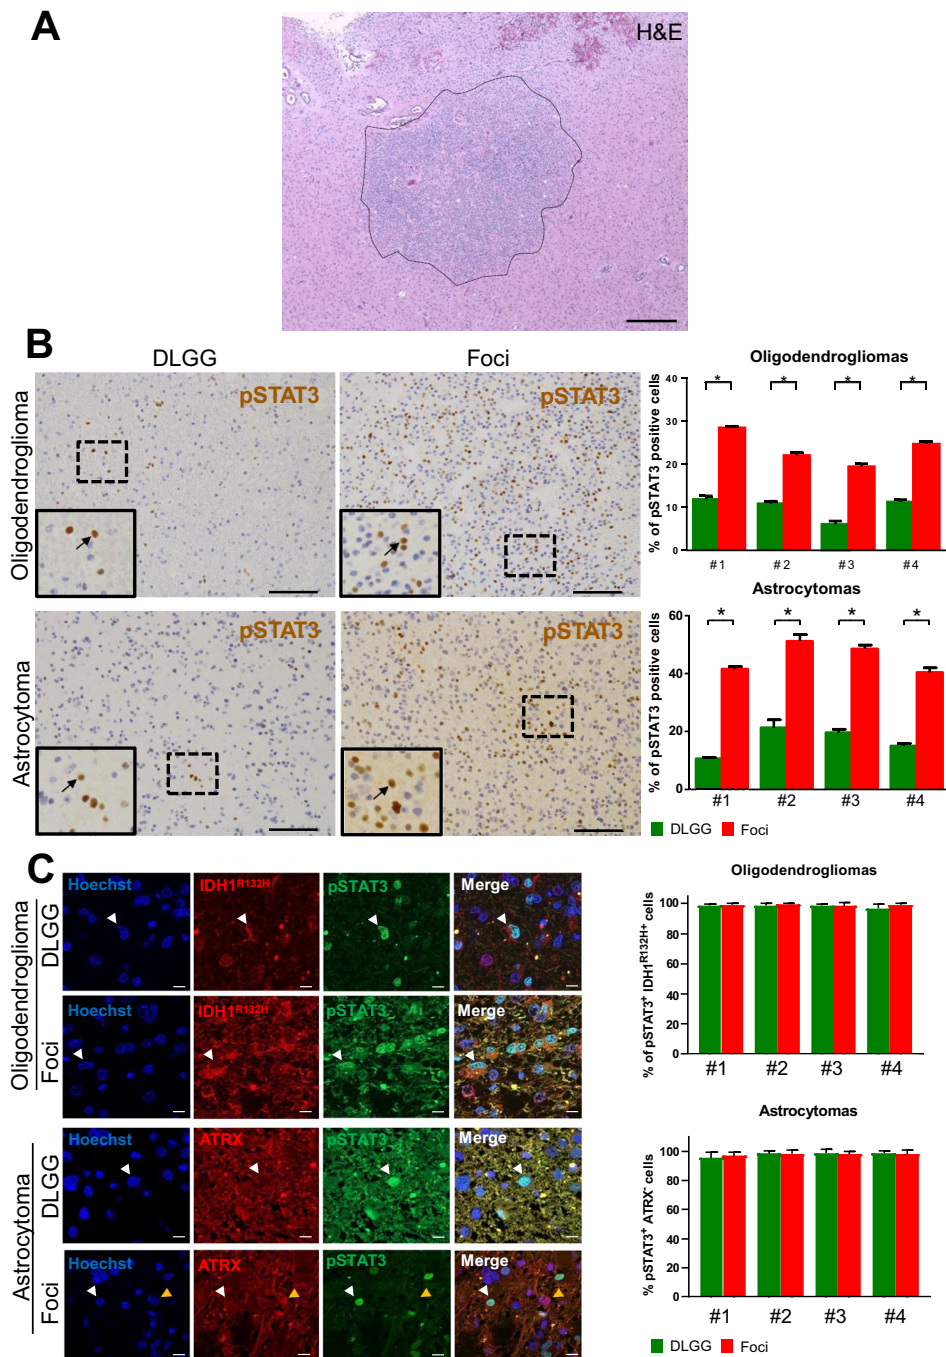 A
H&E
B
DLGG
Foci
Oligodendroglioma
pSTAT3
pSTAT3
Astrocytoma
pSTAT3
pSTAT3
Oligodendrogliomas
% of pSTAT3 positive cells
40
30
20
10
0
* * * *
#1 #2 #3 #4
Astrocytomas
% of pSTAT3 positive cells
60
40
20
0
* * * *
#1 #2 #3 #4
DLGG Foci
C
Oligodendroglioma
DLGG
Hoechst IDH1R132H pSTAT3 Merge
Foci
Hoechst IDH1R132H pSTAT3 Merge
Astrocytoma
DLGG
Hoechst ATRX pSTAT3 Merge
Foci
Hoechst ATRX pSTAT3 Merge
Oligodendrogliomas
% of pSTAT3+ IDH1R132H+ cells
100
80
60
40
20
0
#1 #2 #3 #4
Astrocytomas
% pSTAT3+ ATRX- cells
100
80
60
40
20
0
#1 #2 #3 #4
DLGG Foci